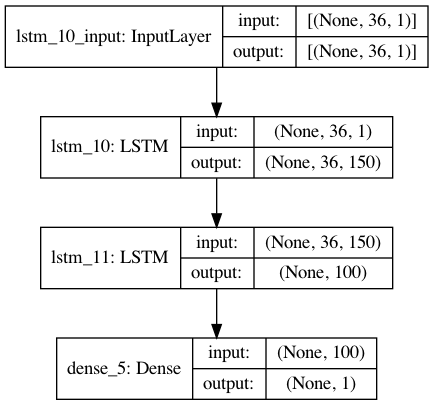 lstm_10_input: InputLayer
input: [(None, 36, 1)]
output: [(None, 36, 1)]
lstm_10: LSTM
input: (None, 36, 1)
output: (None, 36, 150)
lstm_11: LSTM
input: (None, 36, 150)
output: (None, 100)
dense_5: Dense
input: (None, 100)
output: (None, 1)